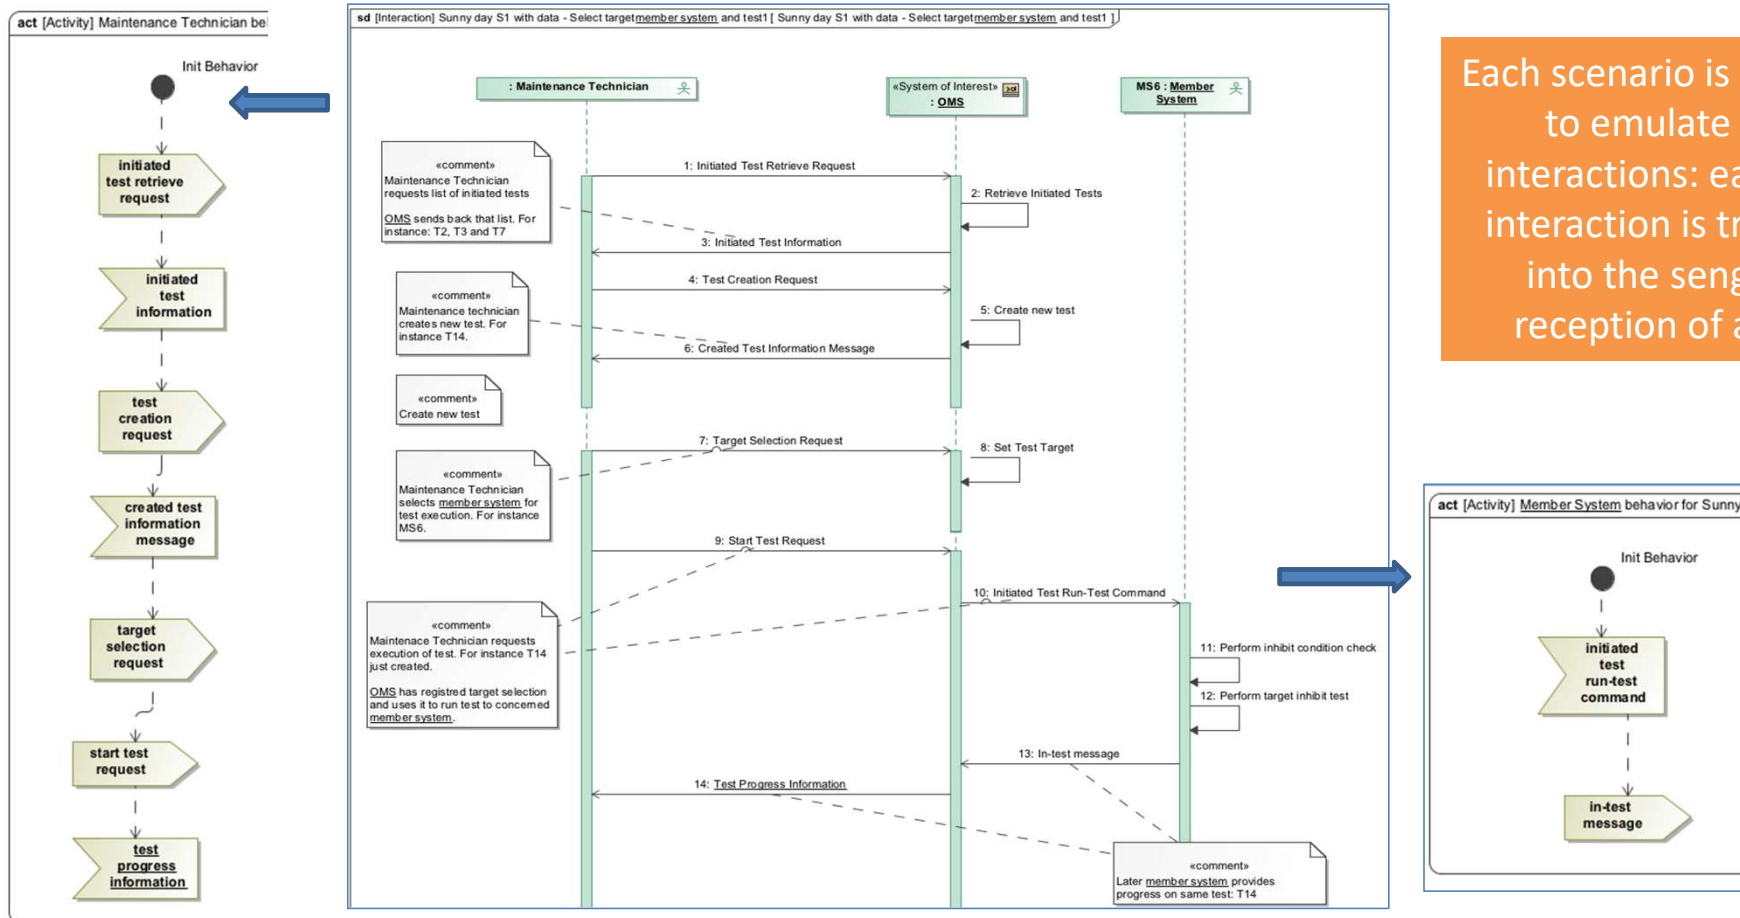 act [Activity] Maintenance Technician be
Init Behavior
initiated
test retrieve
request
initiated
test
information
test
creation
request
created test
information
message
target
selection
request
start test
request
test
progress
information
sd [Interaction] Sunny day S1 with data - Select target member system and test1 [ Sunny day S1 with data - Select target member system and test1 ]
: Maintenance Technician
«System of Interest»
: OMS
MS6 : Member
System
«comment»
Maintenance Technician
requests list of initiated tests
OMS sends back that list. For
instance: T2, T3 and T7
1: Initiated Test Retrieve Request
2: Retrieve Initiated Tests
3: Initiated Test Information
«comment»
Maintenance technician
creates new test. For
instance T14.
4: Test Creation Request
5: Create new test
6: Created Test Information Message
«comment»
Create new test
7: Target Selection Request
8: Set Test Target
«comment»
Maintenance Technician
selects member system for
test execution. For instance
MS6.
9: Start Test Request
10: Initiated Test Run-Test Command
«comment»
Maintenace Technician requests
execution of test. For instance T14
just created.
OMS has registred target selection
and uses it to run test to concerned
member system.
11: Perform inhibit condition check
12: Perform target inhibit test
13: In-test message
14: Test Progress Information
«comment»
Later member system provides
progress on same test: T14
Each scenario is
to emulate
interactions: ea
interaction is tr
into the seng
reception of a
act [Activity] Member System behavior for Sunny
Init Behavior
initiated
test
run-test
command
in-test
message